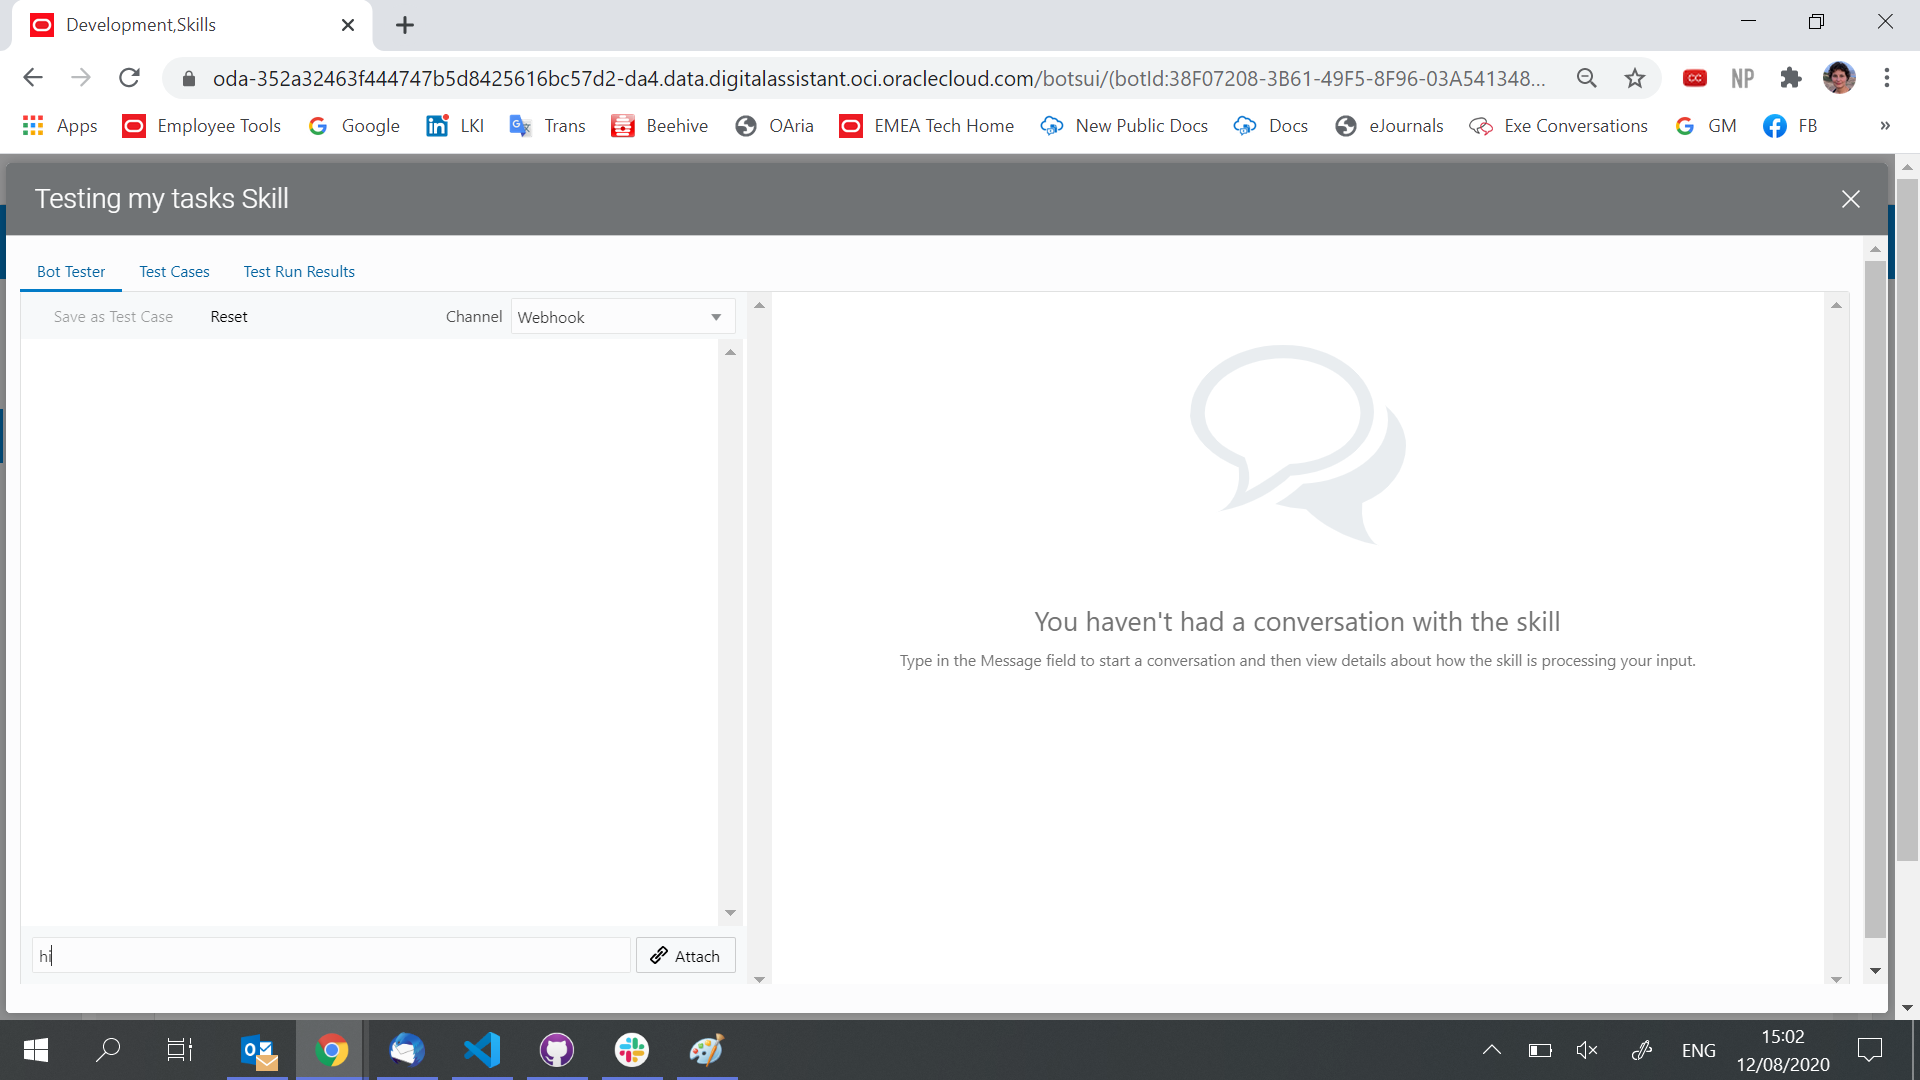 Development,Skills
oda-352a32463f444747b5d8425616bc57d2-da4.data.digitalassistant.oci.oraclecloud.com/botsui/(botId:38F07208-3B61-49F5-8F96-03A541348...
CC NP
Apps Employee Tools Google LKI Trans Beehive OAria EMEA Tech Home New Public Docs Docs eJournals Exe Conversations GM FB »
Testing my tasks Skill
Bot Tester Test Cases Test Run Results
Save as Test Case Reset Channel Webhook
You haven't had a conversation with the skill
Type in the Message field to start a conversation and then view details about how the skill is processing your input.
hi Attach
ENG 15:02
12/08/2020